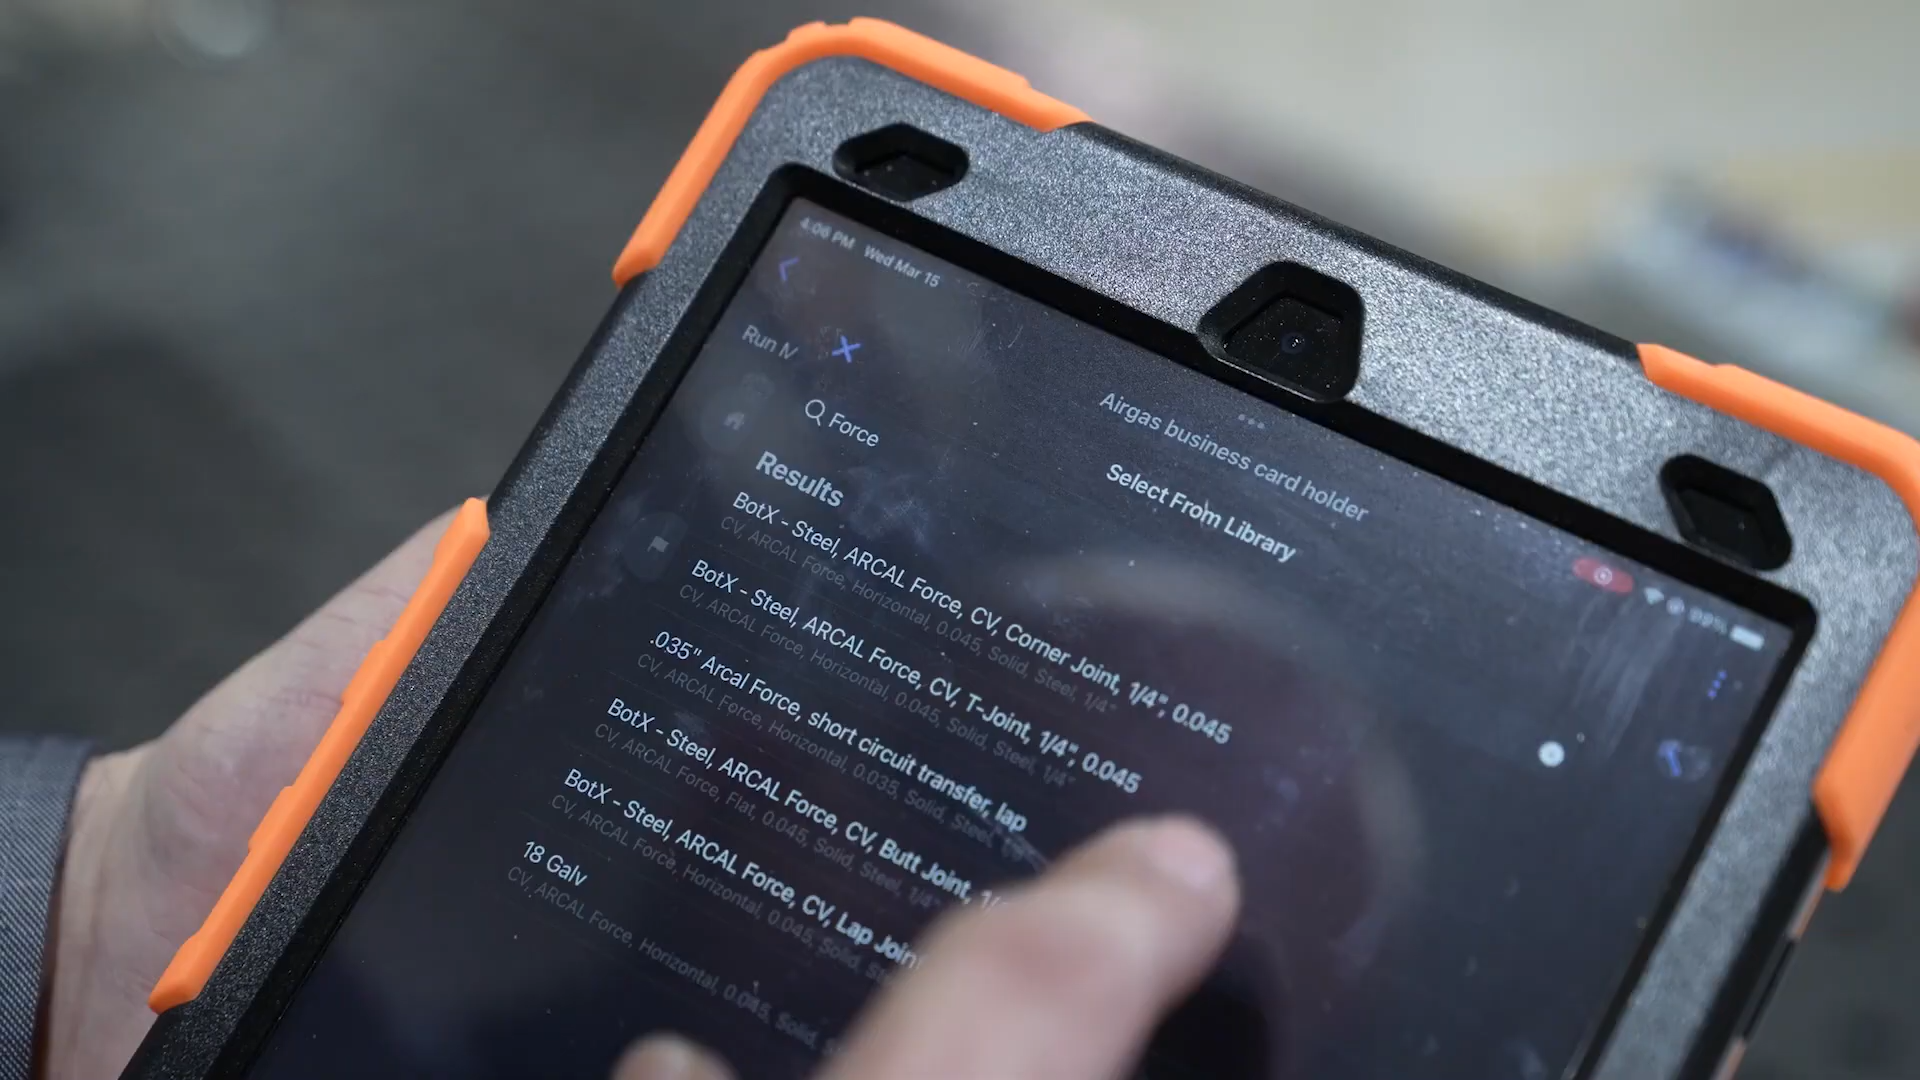 4:06 PM Wed Mar 15
Airgas business card holder
Run
Select From Library
Force
Results
BotX - Steel, ARCAL Force, CV, Corner Joint, 1/4", 0.045
CV, ARCAL Force, Horizontal, 0.045, Solid, Steel, 1/4"
BotX - Steel, ARCAL Force, CV, T-Joint, 1/4", 0.045
CV, ARCAL Force, Horizontal, 0.045, Solid, Steel, 1/4"
.035" Arcal Force, short circuit transfer, lap
CV, ARCAL Force, Horizontal, 0.035, Solid, Steel,
BotX - Steel, ARCAL Force, CV, Butt Joint,
CV, ARCAL Force, Flat, 0.045, Solid, Steel, 1/4"
BotX - Steel, ARCAL Force, CV, Lap Join
CV, ARCAL Force, Horizontal, 0.045, Solid,
18 Galv
CV, ARCAL Force, Horizontal, 0.045, Solid,